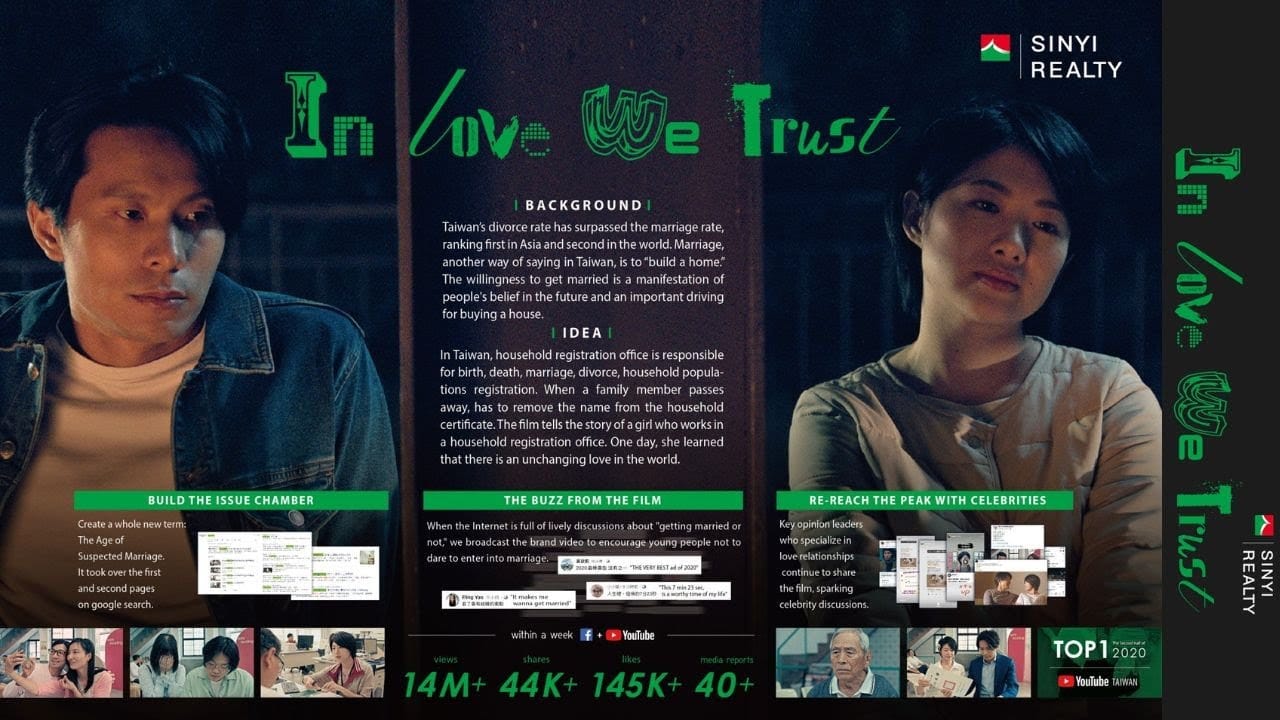 SINYI
REALTY
In Love We Trust
BACKGROUND
Taiwan's divorce rate has surpassed the marriage rate,
ranking first in Asia and second in the world. Marriage,
another way of saying in Taiwan, is to "build a home."
The willingness to get married is a manifestation of
people's belief in the future and an important driving
for buying a house.
IDEA
In Taiwan, household registration office is responsible
for birth, death, marriage, divorce, household popula-
tions registration. When a family member passes
away, has to remove the name from the household
certificate. The film tells the story of a girl who works in
a household registration office. One day, she learned
that there is an unchanging love in the world.
BUILD THE ISSUE CHAMBER
Create a whole new term:
The Age of
Suspected Marriage.
It took over the first
and second pages
on google search.
THE BUZZ FROM THE FILM
When the Internet is full of lively discussions about "getting married or
not," we broadcast the brand video to encourage young people not to
dare to enter into marriage.
"THE VERY BEST ad of 2020"
"This 7 min 23 sec
is a worthy time of my life"
"It makes me
wanna get married"
within a week f + YouTube
views shares likes media reports
14M+ 44K+ 145K+ 40+
RE-REACH THE PEAK WITH CELEBRITIES
Key opinion leaders
who specialize in
love relationships
continue to share
the film, sparking
celebrity discussions.
TOP1 The second half of 2020
YouTube TAIWAN
In Love We Trust
SINYI
REALTY